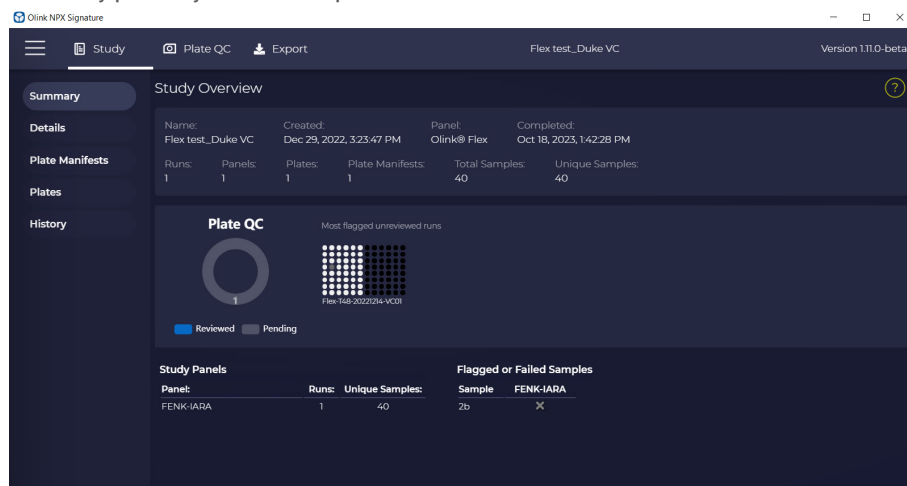 Olink NPX Signature
Study Plate QC Export Flex test_Duke VC Version 1.11.0-beta
Summary
Details
Plate Manifests
Plates
History
Study Overview
?
Name: Created: Panel: Completed:
Flex test_Duke VC Dec 29, 2022, 3:23:47 PM Olink® Flex Oct 18, 2023, 1:42:28 PM
Runs: Panels: Plates: Plate Manifests: Total Samples: Unique Samples:
1 1 1 1 40 40
Plate QC
Most flagged unreviewed runs
1
Flex-T48-20221214-VC01
Reviewed Pending
Study Panels
Panel: Runs: Unique Samples:
FENK-IARA 1 40
Flagged or Failed Samples
Sample FENK-IARA
2b